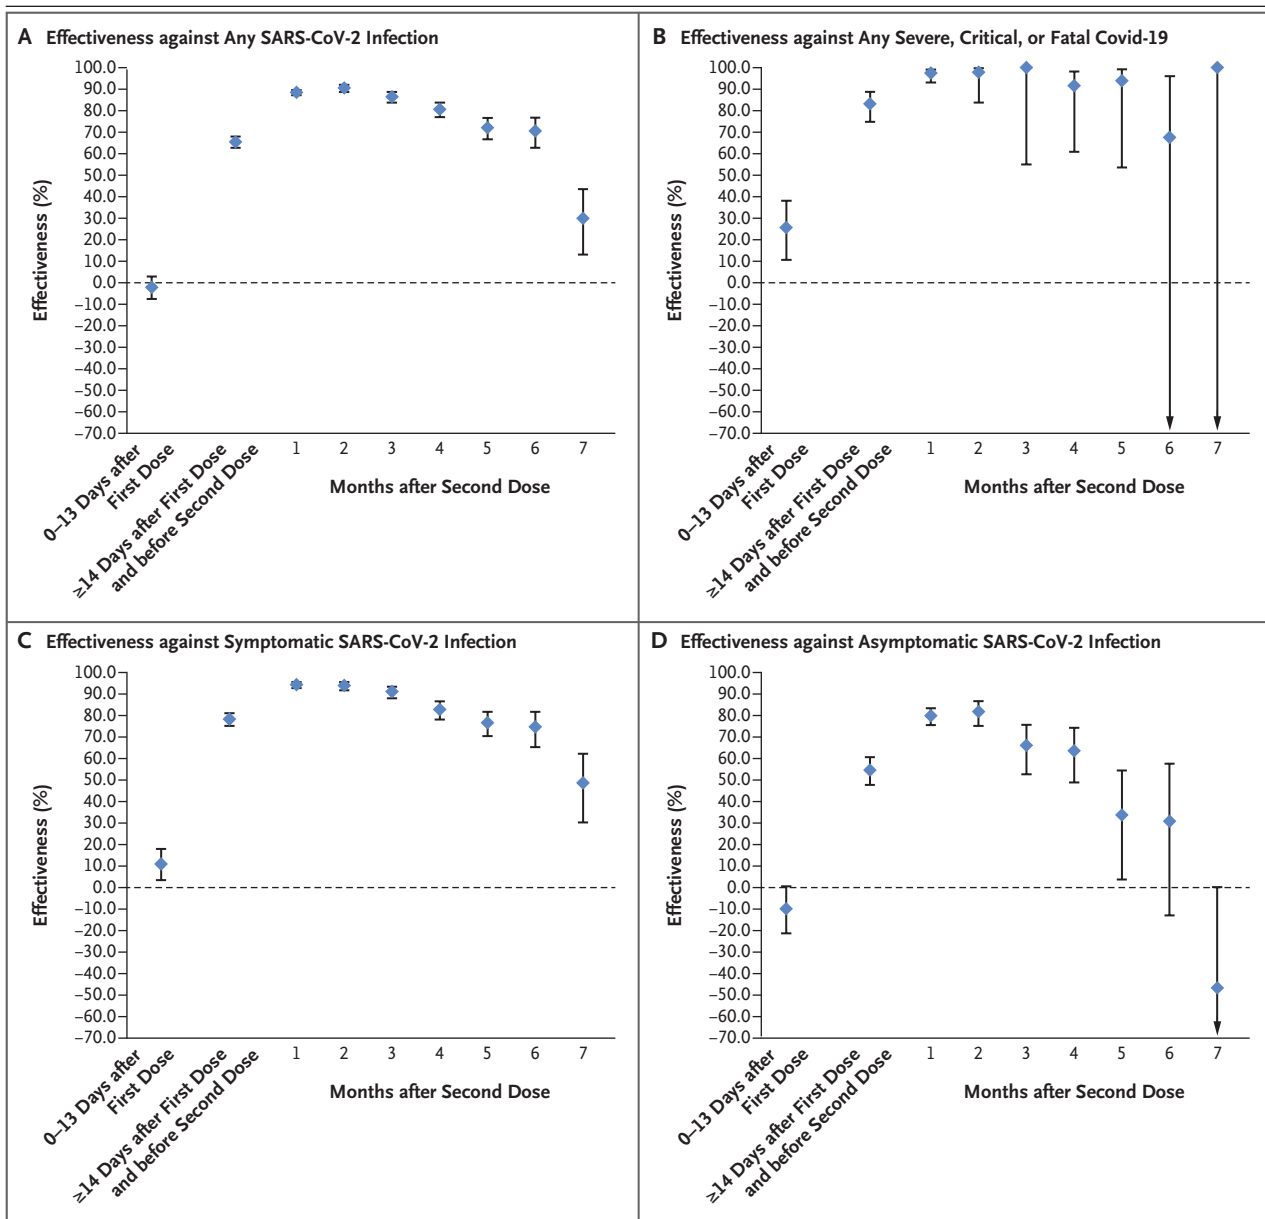 A Effectiveness against Any SARS-CoV-2 Infection
100.0
90.0
80.0
70.0
60.0
50.0
40.0
30.0
20.0
10.0
0.0
–10.0
–20.0
–30.0
–40.0
–50.0
–60.0
–70.0
Effectiveness (%)
0–13 Days after
First Dose
≥14 Days after First Dose
and before Second Dose
1 2 3 4 5 6 7
Months after Second Dose
B Effectiveness against Any Severe, Critical, or Fatal Covid-19
100.0
90.0
80.0
70.0
60.0
50.0
40.0
30.0
20.0
10.0
0.0
–10.0
–20.0
–30.0
–40.0
–50.0
–60.0
–70.0
Effectiveness (%)
0–13 Days after
First Dose
≥14 Days after First Dose
and before Second Dose
1 2 3 4 5 6 7
Months after Second Dose
C Effectiveness against Symptomatic SARS-CoV-2 Infection
100.0
90.0
80.0
70.0
60.0
50.0
40.0
30.0
20.0
10.0
0.0
–10.0
–20.0
–30.0
–40.0
–50.0
–60.0
–70.0
Effectiveness (%)
0–13 Days after
First Dose
≥14 Days after First Dose
and before Second Dose
1 2 3 4 5 6 7
Months after Second Dose
D Effectiveness against Asymptomatic SARS-CoV-2 Infection
100.0
90.0
80.0
70.0
60.0
50.0
40.0
30.0
20.0
10.0
0.0
–10.0
–20.0
–30.0
–40.0
–50.0
–60.0
–70.0
Effectiveness (%)
0–13 Days after
First Dose
≥14 Days after First Dose
and before Second Dose
1 2 3 4 5 6 7
Months after Second Dose